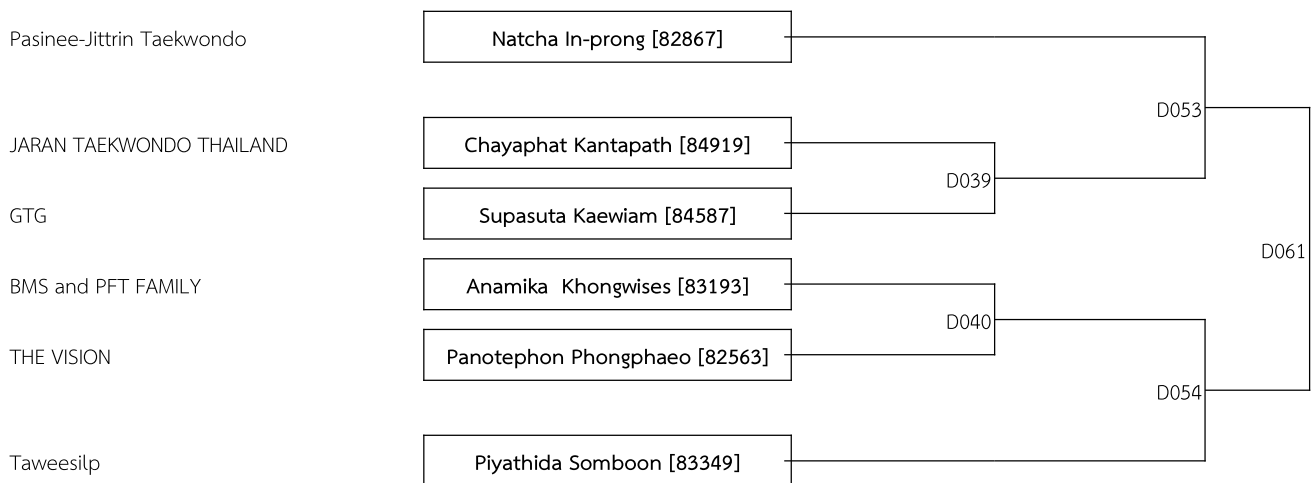 Pasinee-Jittrin Taekwondo
Natcha In-prong [82867]
D053
JARAN TAEKWONDO THAILAND
Chayaphat Kantapath [84919]
D039
GTG
Supasuta Kaewiam [84587]
D061
BMS and PFT FAMILY
Anamika  Khongwises [83193]
D040
THE VISION
Panotephon Phongphaeo [82563]
D054
Taweesilp
Piyathida Somboon [83349]